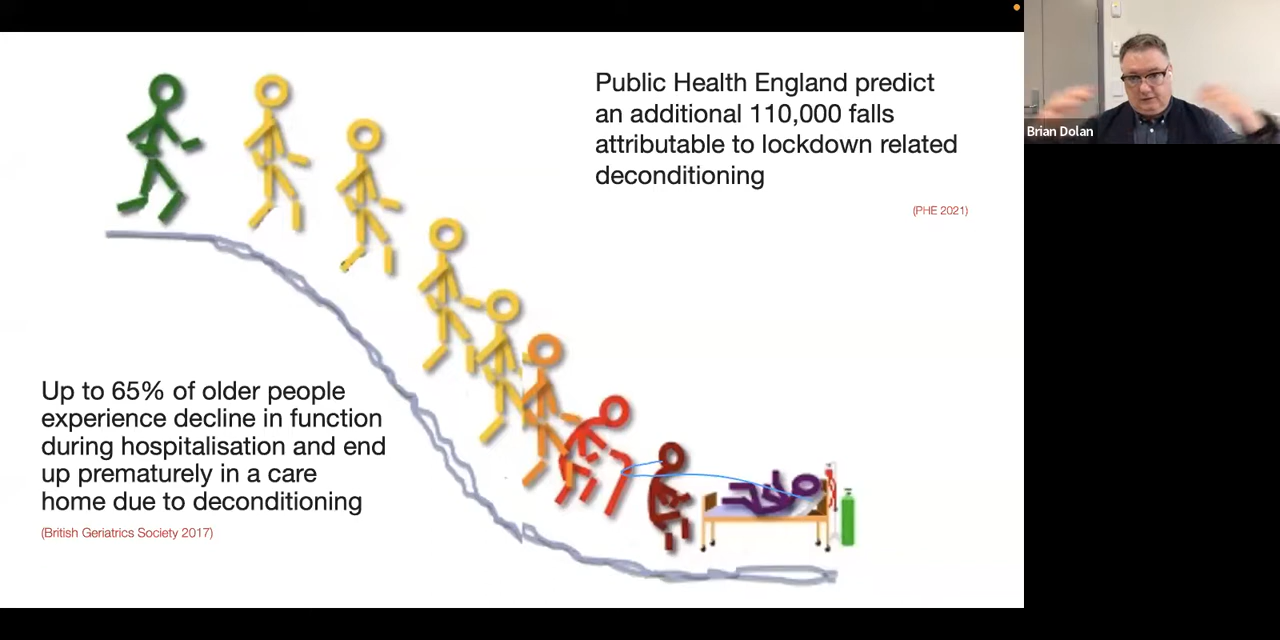 Public Health England predict
an additional 110,000 falls
attributable to lockdown related
deconditioning
(PHE 2021)
Brian Dolan
Up to 65% of older people
experience decline in function
during hospitalisation and end
up prematurely in a care
home due to deconditioning
(British Geriatrics Society 2017)